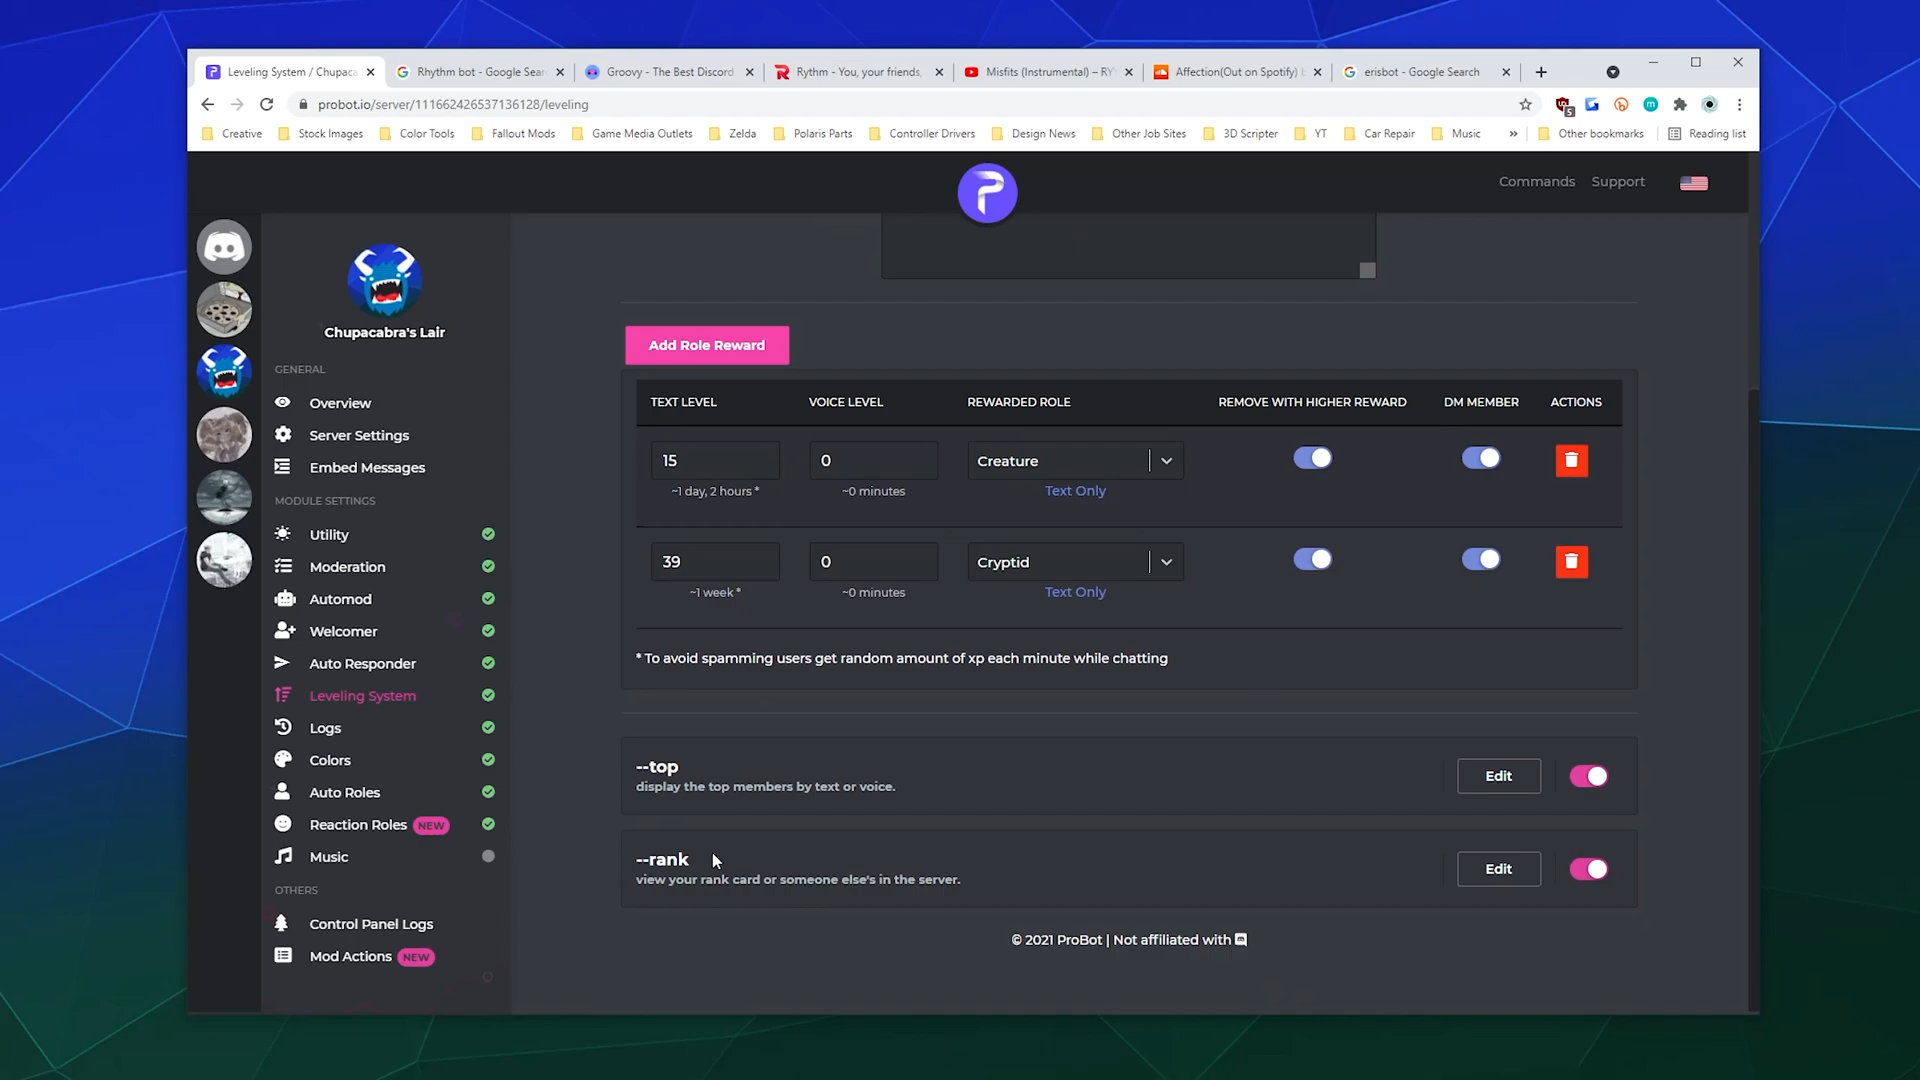 Leveling System / Chupaca
Rhythm bot - Google Sear
Groovy - The Best Discord
Rythm - You, your friends,
Misfits (Instrumental) – RY
Affection(Out on Spotify) b
erisbot - Google Search
probot.io/server/111662426537136128/leveling
5
Creative
Stock Images
Color Tools
Fallout Mods
Game Media Outlets
Zelda
Polaris Parts
Controller Drivers
Design News
Other Job Sites
3D Scripter
YT
Car Repair
Music
»
Other bookmarks
Reading list
Commands
Support
Chupacabra's Lair
GENERAL
Overview
Server Settings
Embed Messages
MODULE SETTINGS
Utility
Moderation
Automod
Welcomer
Auto Responder
Leveling System
Logs
Colors
Auto Roles
Reaction Roles NEW
Music
OTHERS
Control Panel Logs
Mod Actions NEW
Add Role Reward
TEXT LEVEL
VOICE LEVEL
REWARDED ROLE
REMOVE WITH HIGHER REWARD
DM MEMBER
ACTIONS
15
0
Creature
~1 day, 2 hours *
~0 minutes
Text Only
39
0
Cryptid
~1 week *
~0 minutes
Text Only
* To avoid spamming users get random amount of xp each minute while chatting
--top
display the top members by text or voice.
Edit
--rank
view your rank card or someone else's in the server.
Edit
© 2021 ProBot | Not affiliated with